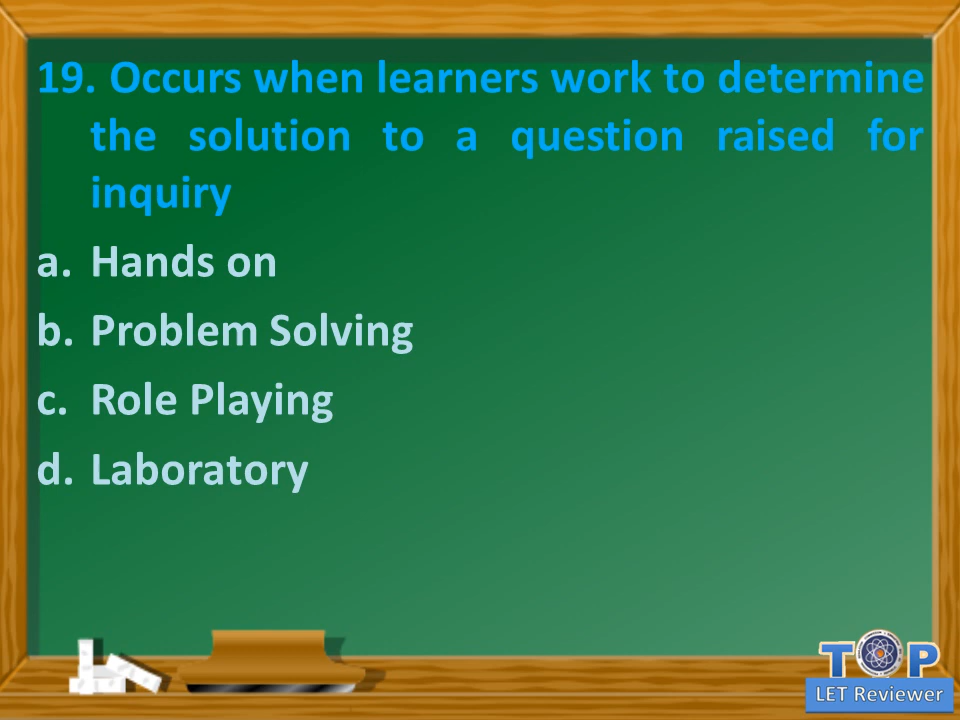 19. Occurs when learners work to determine
the solution to a question raised for
inquiry
a. Hands on
b. Problem Solving
c. Role Playing
d. Laboratory
TOP
LET Reviewer